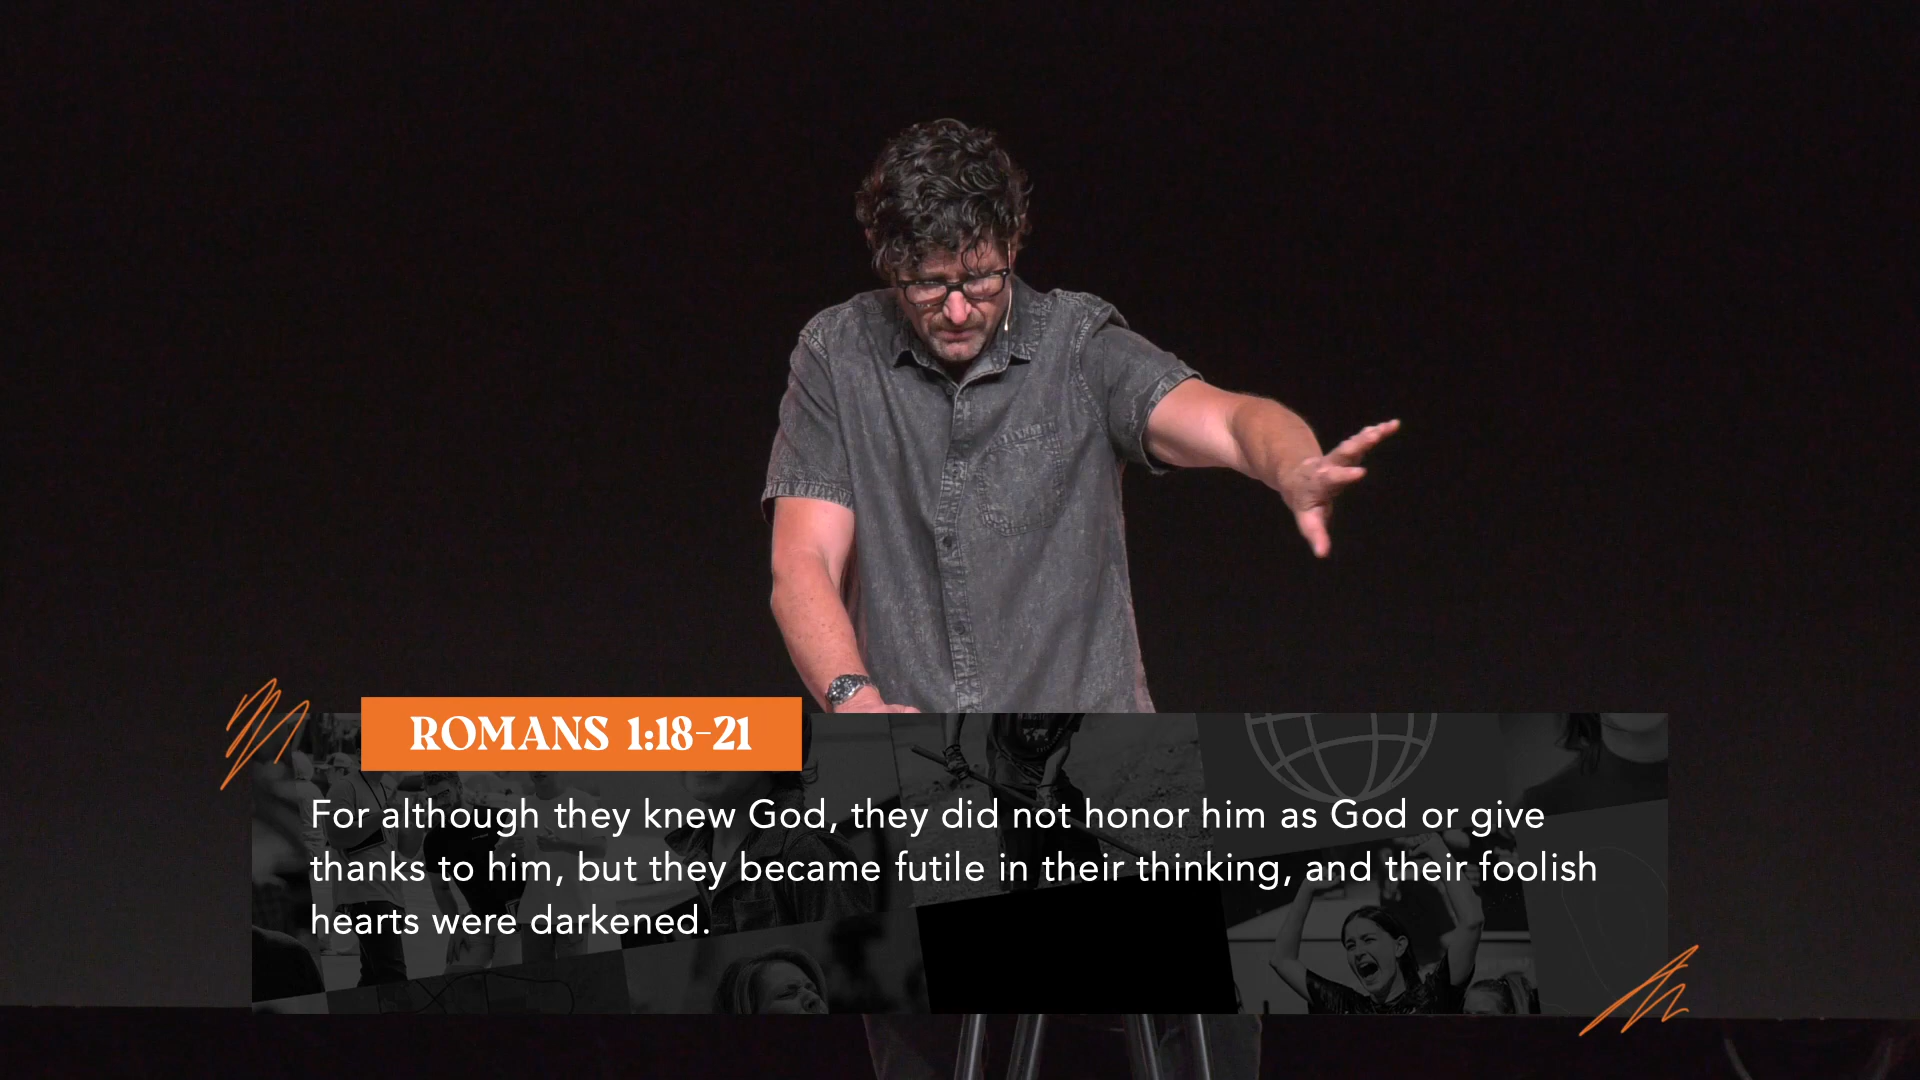 ROMANS 1:18-21
For although they knew God, they did not honor him as God or give
thanks to him, but they became futile in their thinking, and their foolish
hearts were darkened.